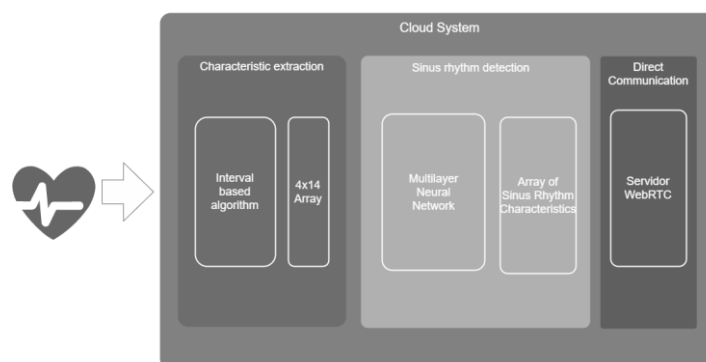 Cloud System
Characteristic extraction
Interval
based
algorithm
4x14
Array
Sinus rhythm detection
Multilayer
Neural
Network
Array of
Sinus Rhythm
Characteristics
Direct
Communication
Servidor
WebRTC